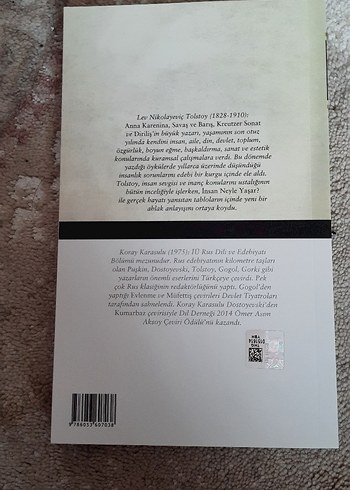 Lev Nikolayeviç Tolstoy (1828-1910):
Anna Karenina, Savaş ve Barış, Kreutzer Sonat
ve Diriliş'in büyük yazarı, yaşamının son otuz
yılında kendini insan, aile, din, devlet, toplum,
özgürlük, boyun eğme, başkaldırma, sanat ve estetik
konularında kuramsal çalışmalara verdi. Bu dönemde
yazdığı öykülerde yıllarca üzerinde düşündüğü
insanlık sorunlarını edebi bir kurgu içinde ele aldı.
Tolstoy, insan sevgisi ve inanç konularını ustalığının
bütün inceliğiyle işlerken, İnsan Neyle Yaşar?
ile gerçek hayatı yansıtan tabloların içinde yeni bir
ahlak anlayışını ortaya koydu.
Koray Karasulu (1975): İÜ Rus Dili ve Edebiyatı
Bölümü mezunudur. Rus edebiyatının kilometre taşları
olan Puşkin, Dostoyevski, Tolstoy, Gogol, Gorki gibi
yazarların önemli eserlerini Türkçeye çevirdi. Pek
çok Rus klasiğinin redaktörlüğünü yaptı. Gogol'den
yaptığı Evlenme ve Müfettiş çevirileri Devlet Tiyatroları
tarafından sahnelendi. Koray Karasulu Dostoyevski'den
Kumarbaz çevirisiyle Dil Derneği 2014 Ömer Asım
Aksoy Çeviri Ödülü'nü kazandı.
9786053607038